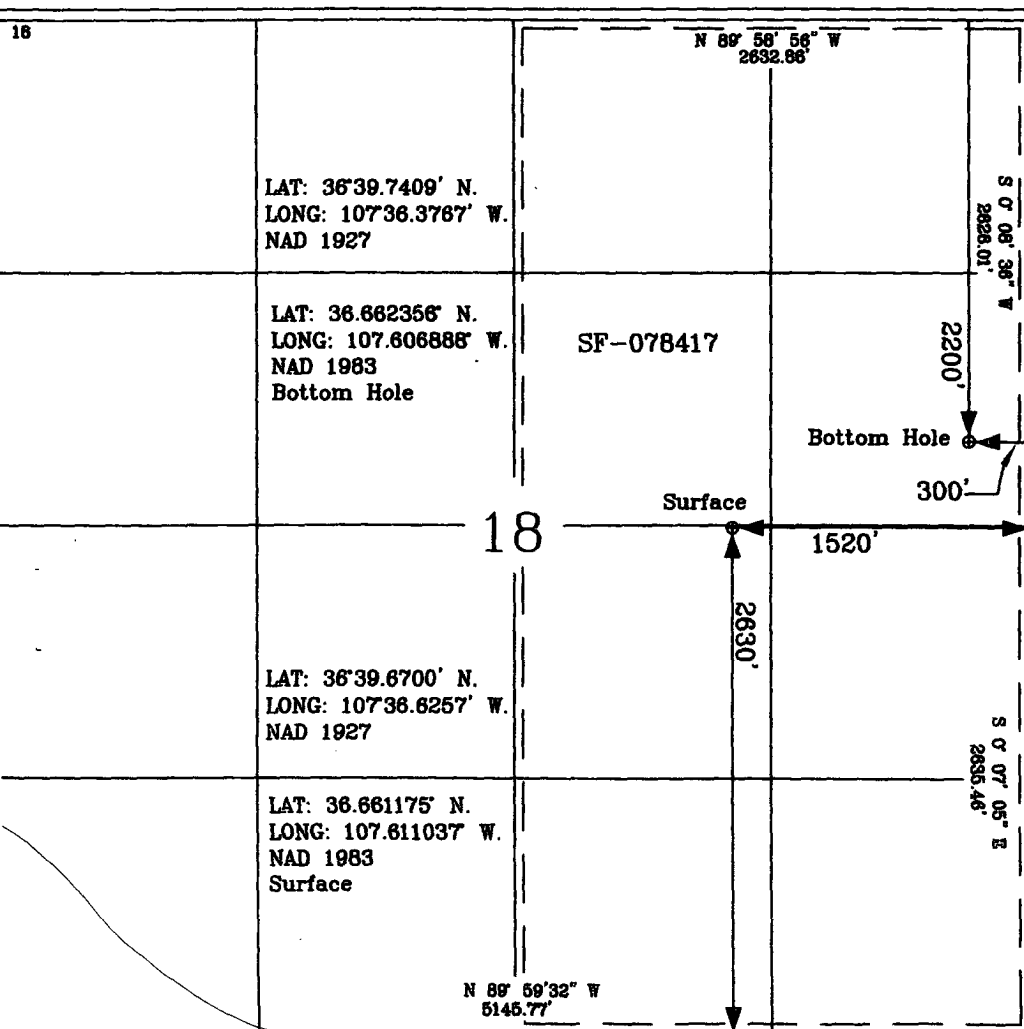 18
N 89° 58' 56" W
2632.86'
LAT: 36°39.7409' N.
LONG: 107°36.3767' W.
NAD 1927
S 0° 08' 36" W
2626.01'
LAT: 36.662356° N.
LONG: 107.606888° W.
NAD 1983
Bottom Hole
SF-078417
2200'
Bottom Hole
300'
Surface
18
1520'
2630'
LAT: 36°39.6700' N.
LONG: 107°36.6257' W.
NAD 1927
S 0° 07' 05" E
2635.46'
LAT: 36.661175° N.
LONG: 107.611037° W.
NAD 1983
Surface
N 89° 59'32" W
5145.77'